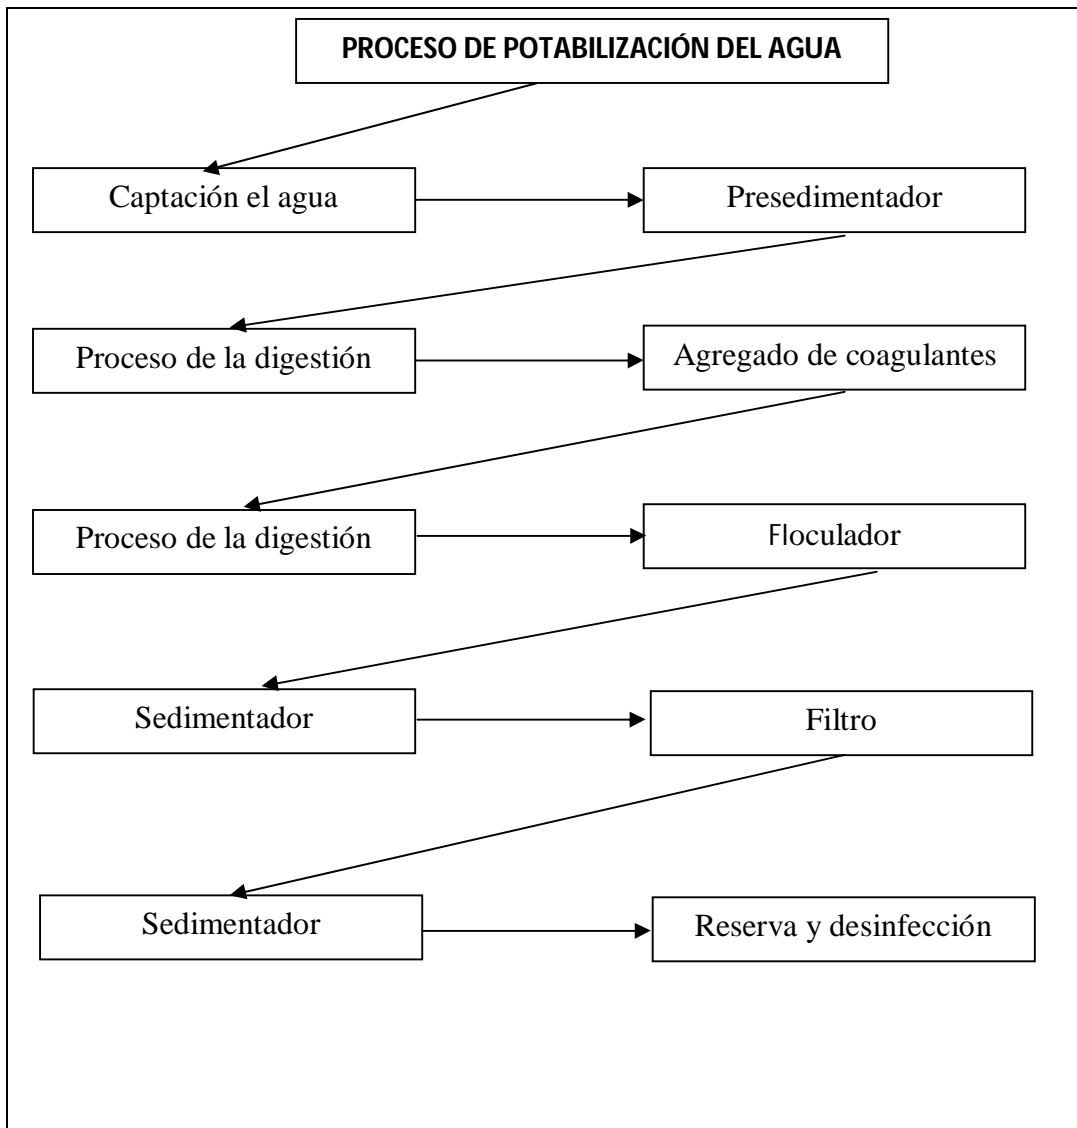 PROCESO DE POTABILIZACIÓN DEL AGUA
Captación el agua
Presedimentador
Proceso de la digestión
Agregado de coagulantes
Proceso de la digestión
Floculador
Sedimentador
Filtro
Sedimentador
Reserva y desinfección